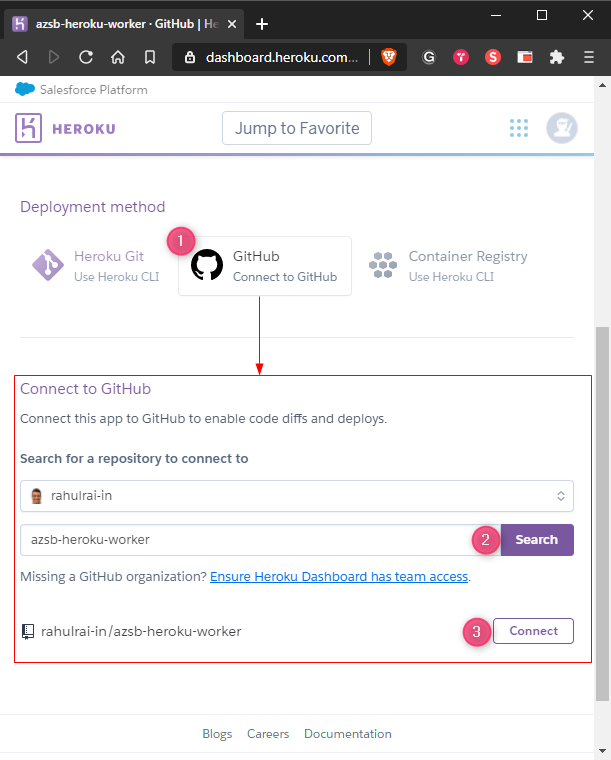 azsb-heroku-worker · GitHub | He
dashboard.heroku.com...
Salesforce Platform
HEROKU
Jump to Favorite
Deployment method
1
Heroku Git
Use Heroku CLI
GitHub
Connect to GitHub
Container Registry
Use Heroku CLI
Connect to GitHub
Connect this app to GitHub to enable code diffs and deploys.
Search for a repository to connect to
rahulrai-in
azsb-heroku-worker
2
Search
Missing a GitHub organization? Ensure Heroku Dashboard has team access.
rahulrai-in/azsb-heroku-worker
3
Connect
Blogs Careers Documentation